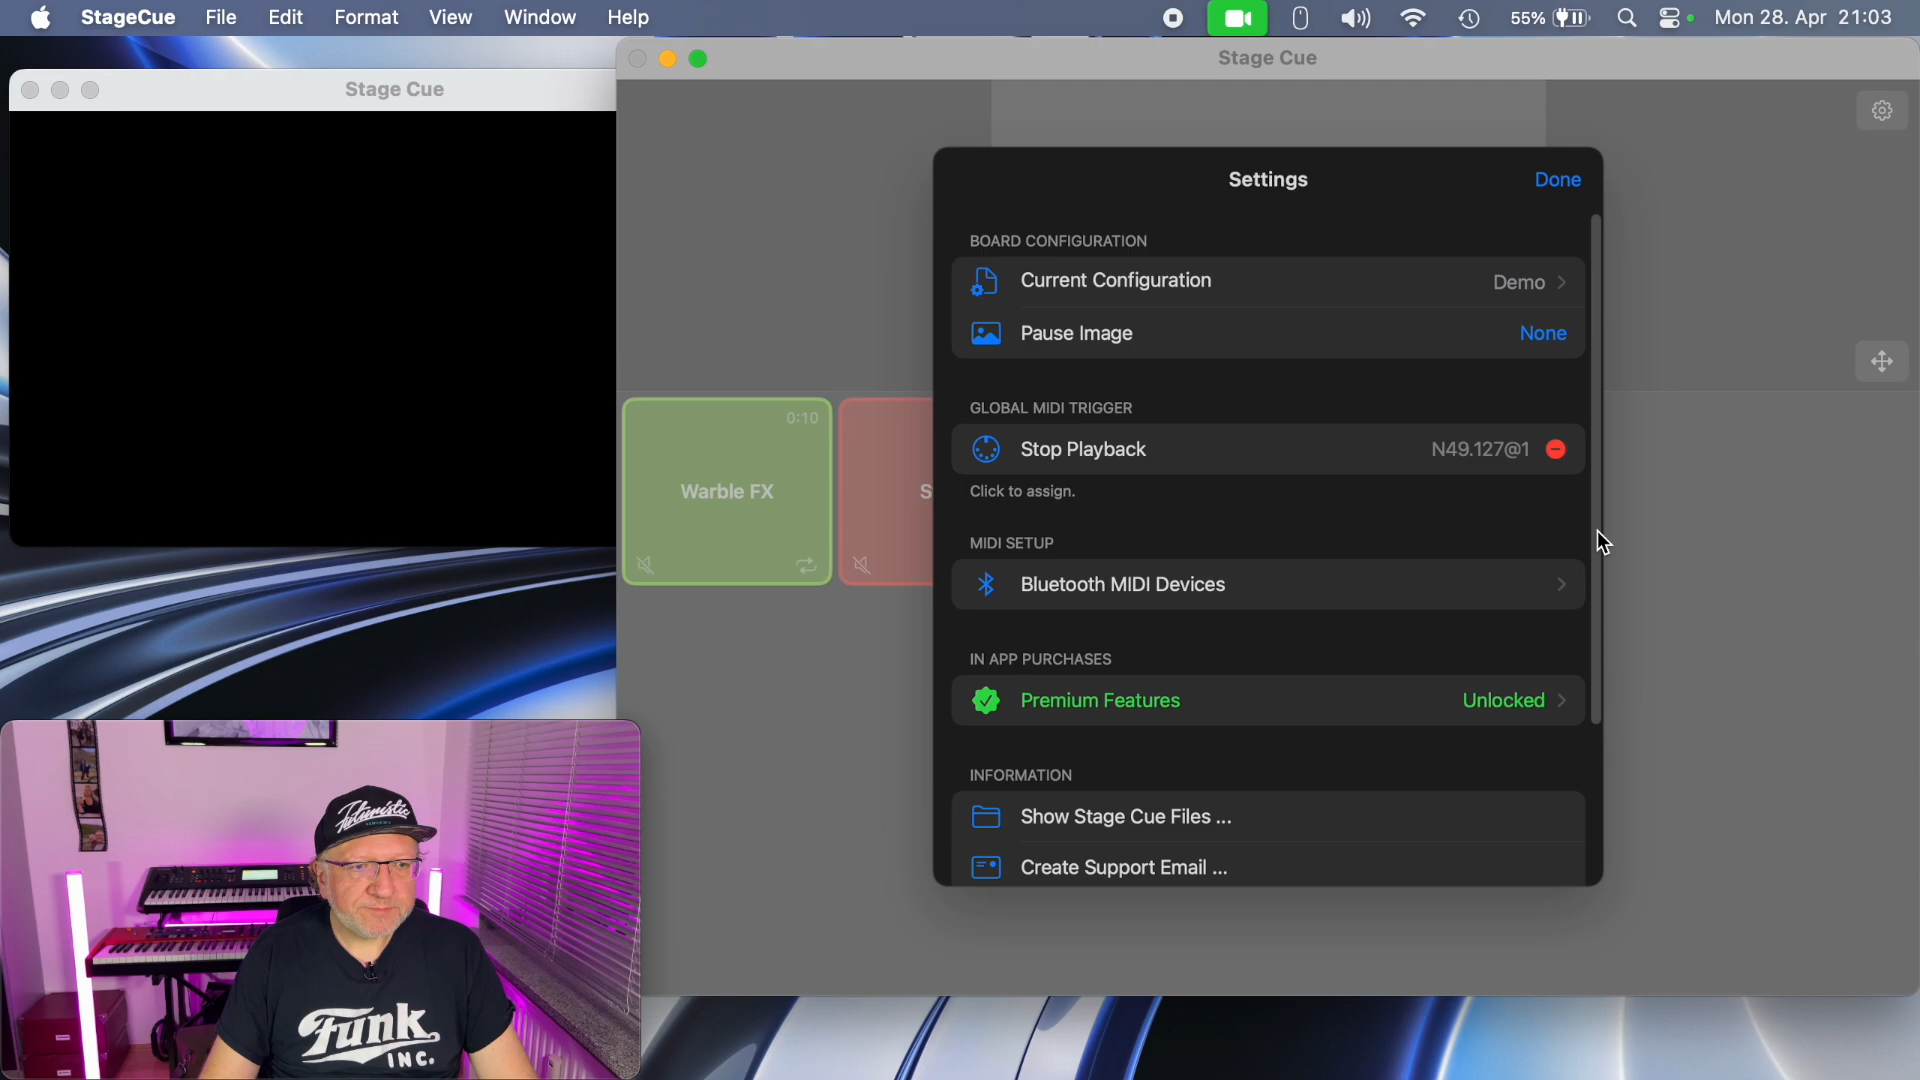 StageCue File Edit Format View Window Help
55%
Mon 28. Apr 21:03
Stage Cue
Stage Cue
Settings
Done
BOARD CONFIGURATION
Current Configuration
Demo
Pause Image
None
GLOBAL MIDI TRIGGER
Stop Playback
N49.127@1
Click to assign.
MIDI SETUP
Bluetooth MIDI Devices
IN APP PURCHASES
Premium Features
Unlocked
INFORMATION
Show Stage Cue Files ...
Create Support Email ...
0:10
Warble FX
S
Futuristic
Funk
INC.